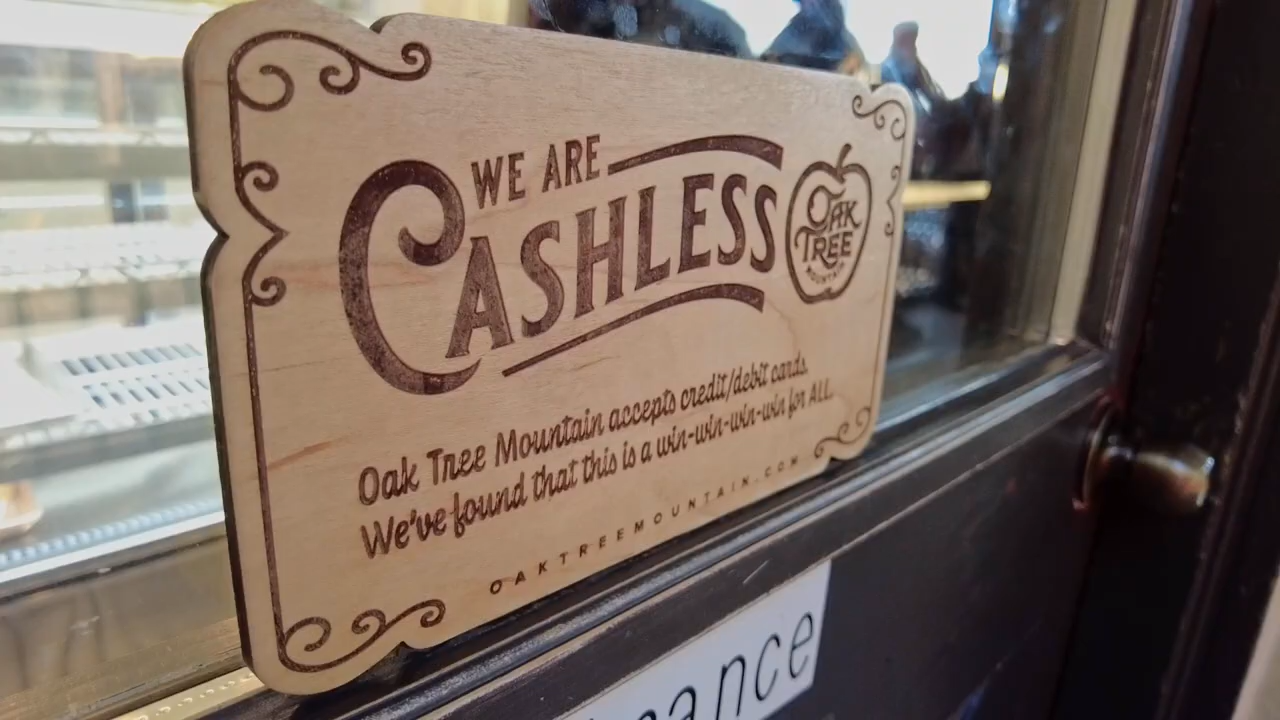 WE ARE
CASHLESS
OAK
TREE
MOUNTAIN
Oak Tree Mountain accepts credit/debit cards.
We've found that this is a win-win-win-win for ALL.
OAKTREEMOUNTAIN.COM
ance